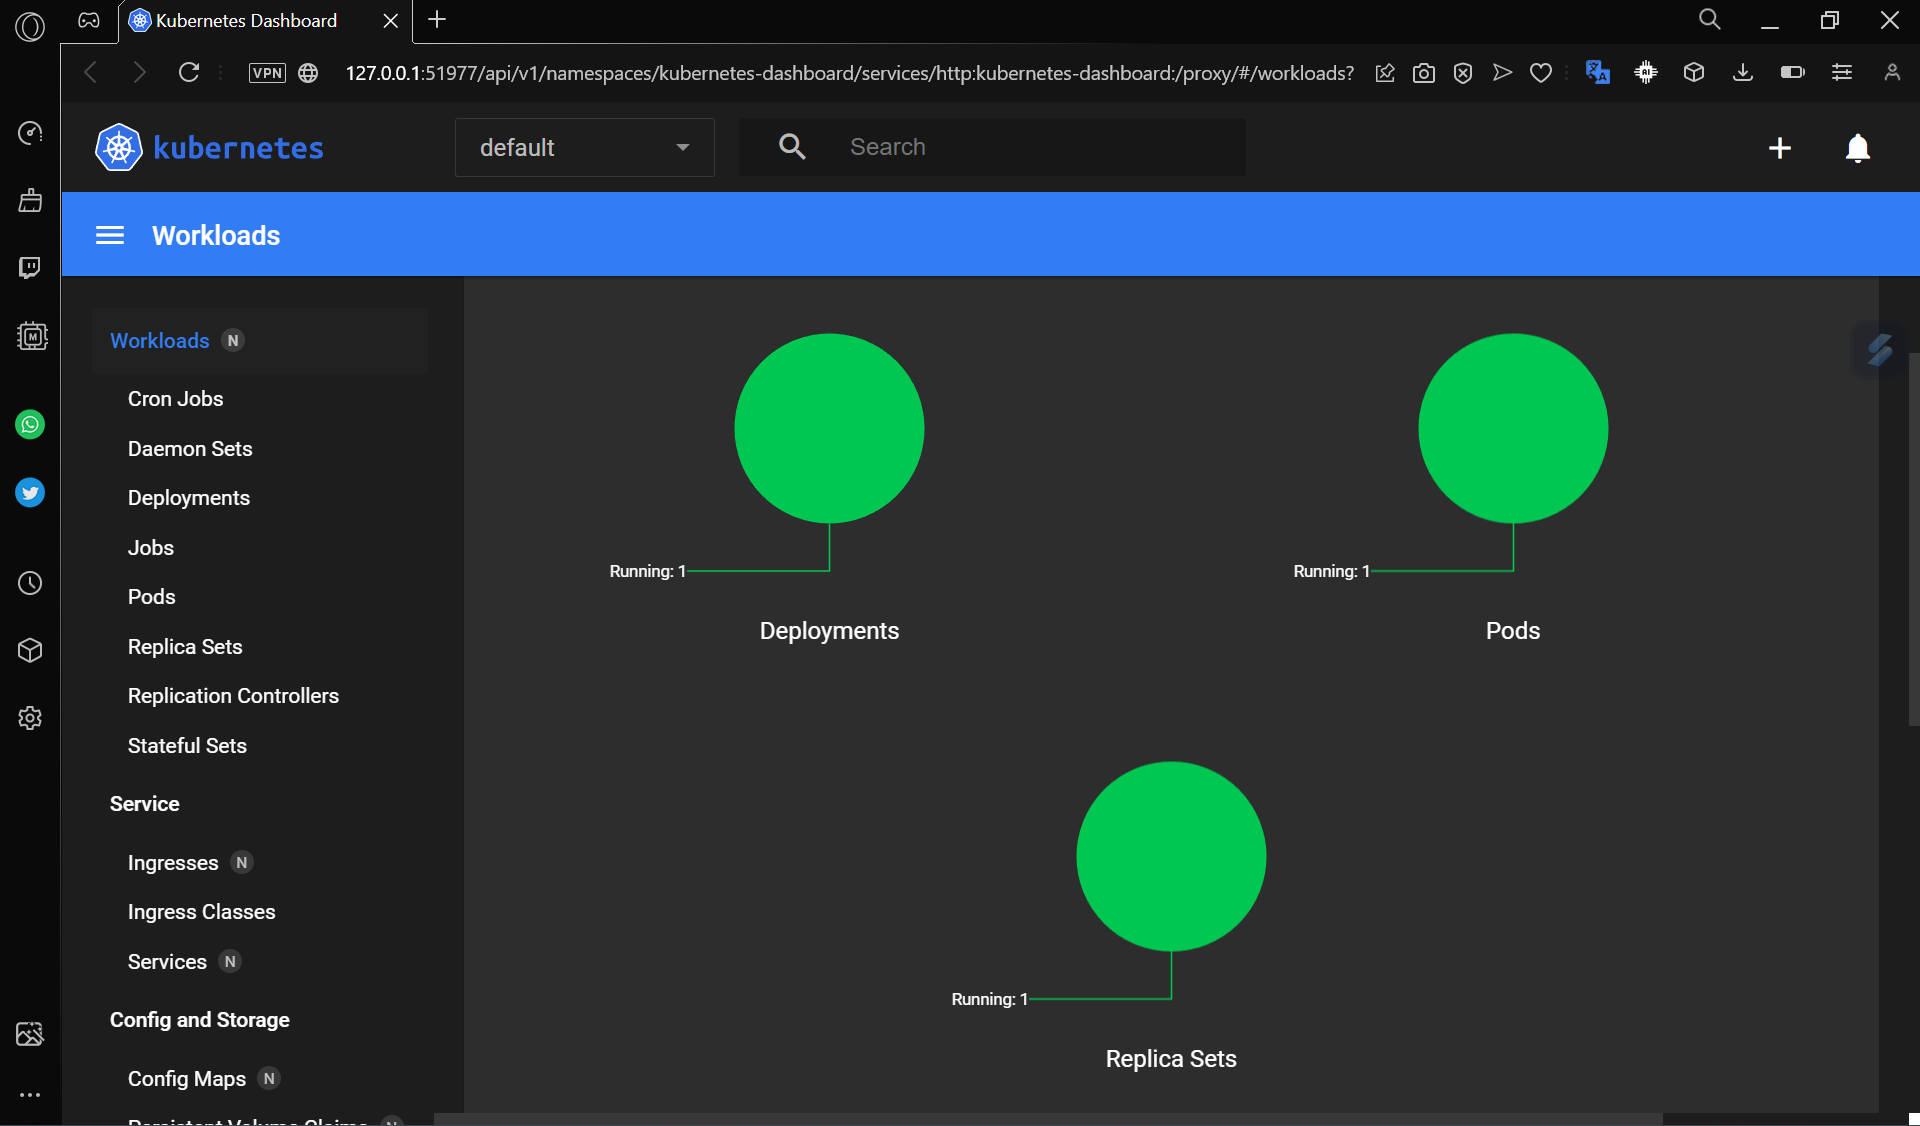 Kubernetes Dashboard
VPN
127.0.0.1:51977/api/v1/namespaces/kubernetes-dashboard/services/http:kubernetes-dashboard:/proxy/#/workloads?
kubernetes
default
Search
Workloads
Workloads N
Cron Jobs
Daemon Sets
Deployments
Jobs
Pods
Replica Sets
Replication Controllers
Stateful Sets
Service
Ingresses N
Ingress Classes
Services N
Config and Storage
Config Maps N
Persistent Volume Claims N
Running: 1
Deployments
Running: 1
Pods
Running: 1
Replica Sets